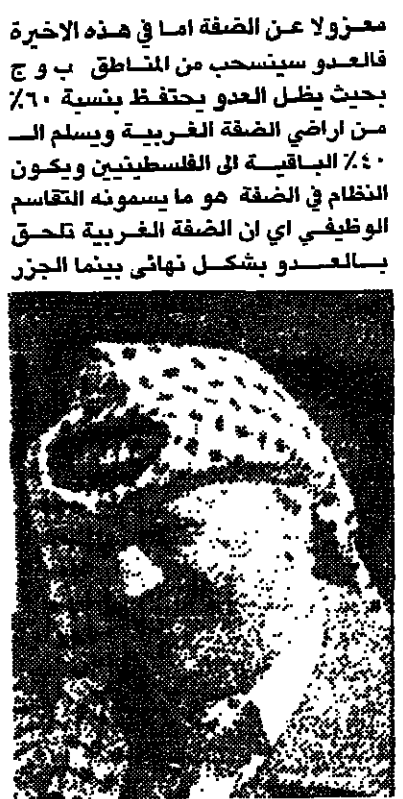 معزولا عن الضفة اما في هذه الاخيرة
فالعدو سينسحب من المناطق ب و ج
بحيث يظل العدو يحتفظ بنسبة ٦٠٪
من اراضي الضفة الغربية ويسلم الـ
٤٠٪ الباقية الى الفلسطينيين ويكون
النظام في الضفة هو ما يسمونه التقاسم
الوظيفي اي ان الضفة الغربية تلحق
بالعدو بشكل نهائي بينما الجزر